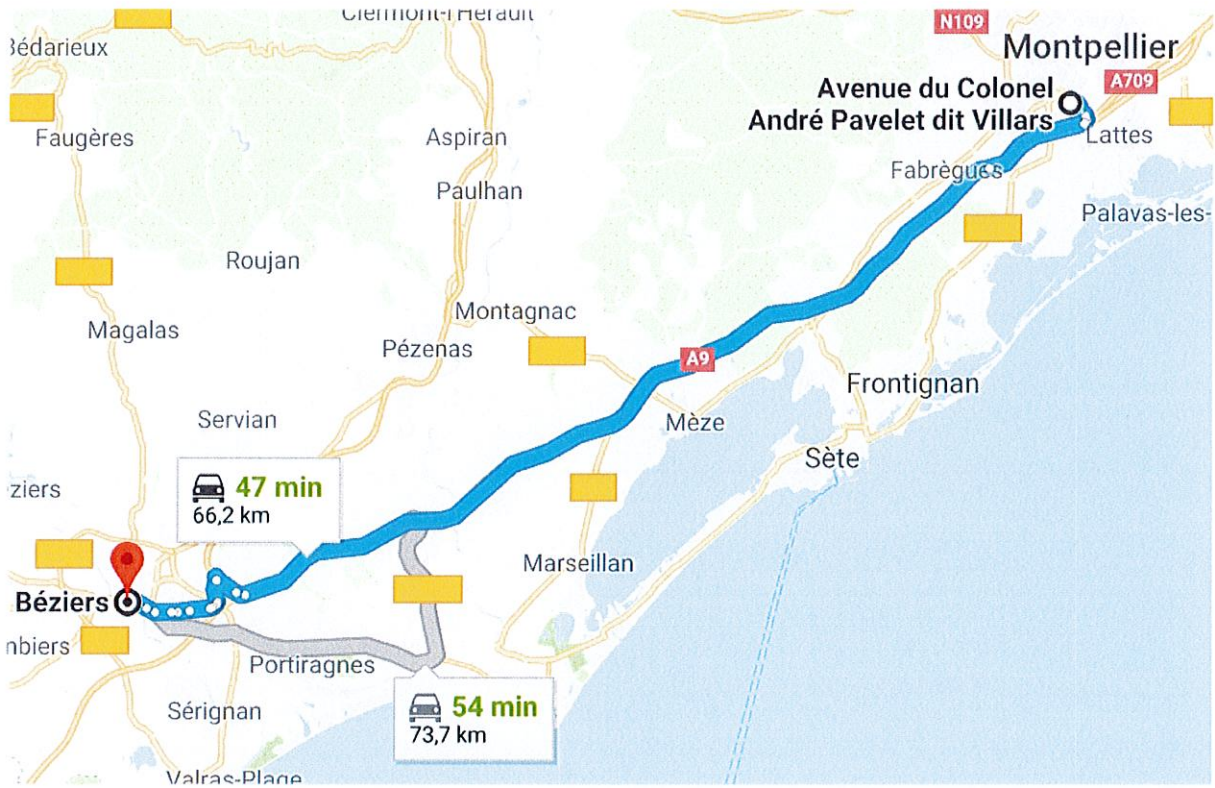 Clermont-l'Hérault
N109
Bédarieux
Montpellier
A709
Avenue du Colonel
André Pavelet dit Villars
Faugères
Aspiran
Lattes
Fabrègues
Paulhan
Palavas-les-
Roujan
Montagnac
Magalas
Pézenas
A9
Frontignan
Servian
Mèze
Sète
47 min
66,2 km
ziers
Marseillan
Béziers
nbiers
Portiragnes
54 min
73,7 km
Sérignan
Valras-Plage